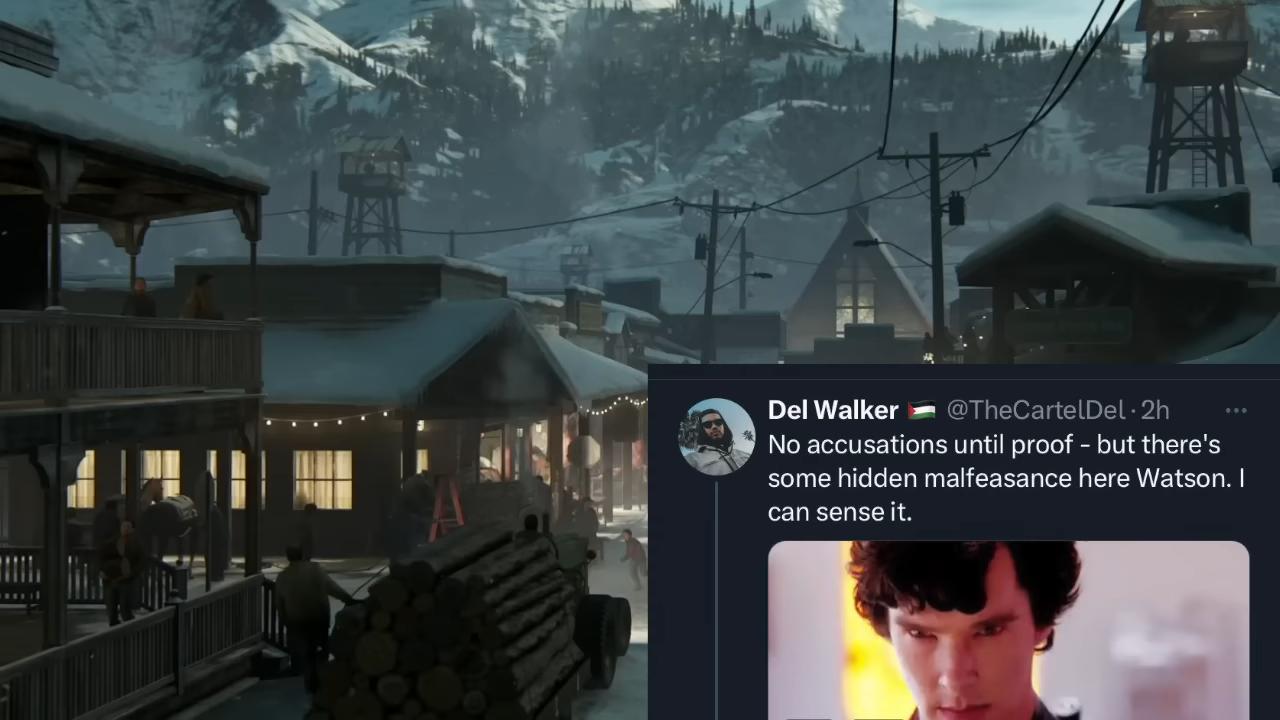 Del Walker 🇵🇸 @TheCartelDel · 2h
No accusations until proof - but there's
some hidden malfeasance here Watson. I
can sense it.